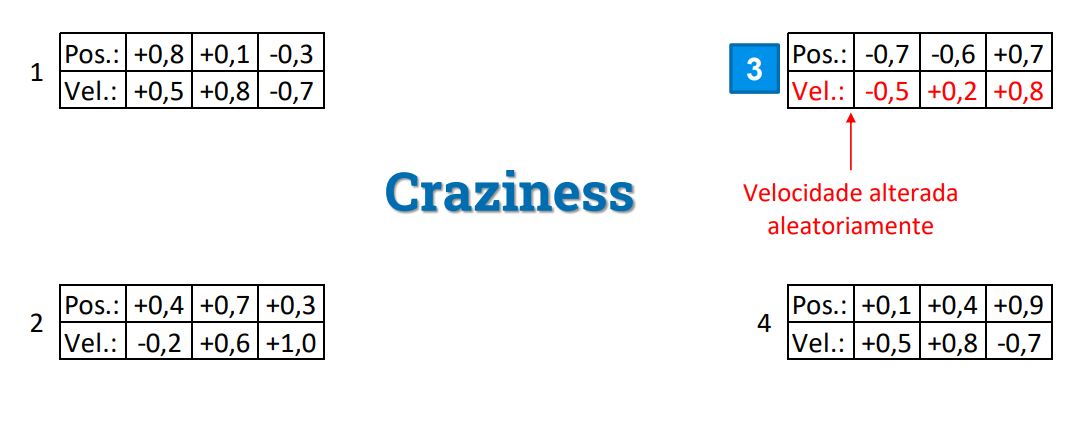 1
Pos.: +0,8 +0,1 -0,3
Vel.: +0,5 +0,8 -0,7
3
Pos.: -0,7 -0,6 +0,7
Vel.: -0,5 +0,2 +0,8
Craziness
Velocidade alterada
aleatoriamente
2
Pos.: +0,4 +0,7 +0,3
Vel.: -0,2 +0,6 +1,0
4
Pos.: +0,1 +0,4 +0,9
Vel.: +0,5 +0,8 -0,7